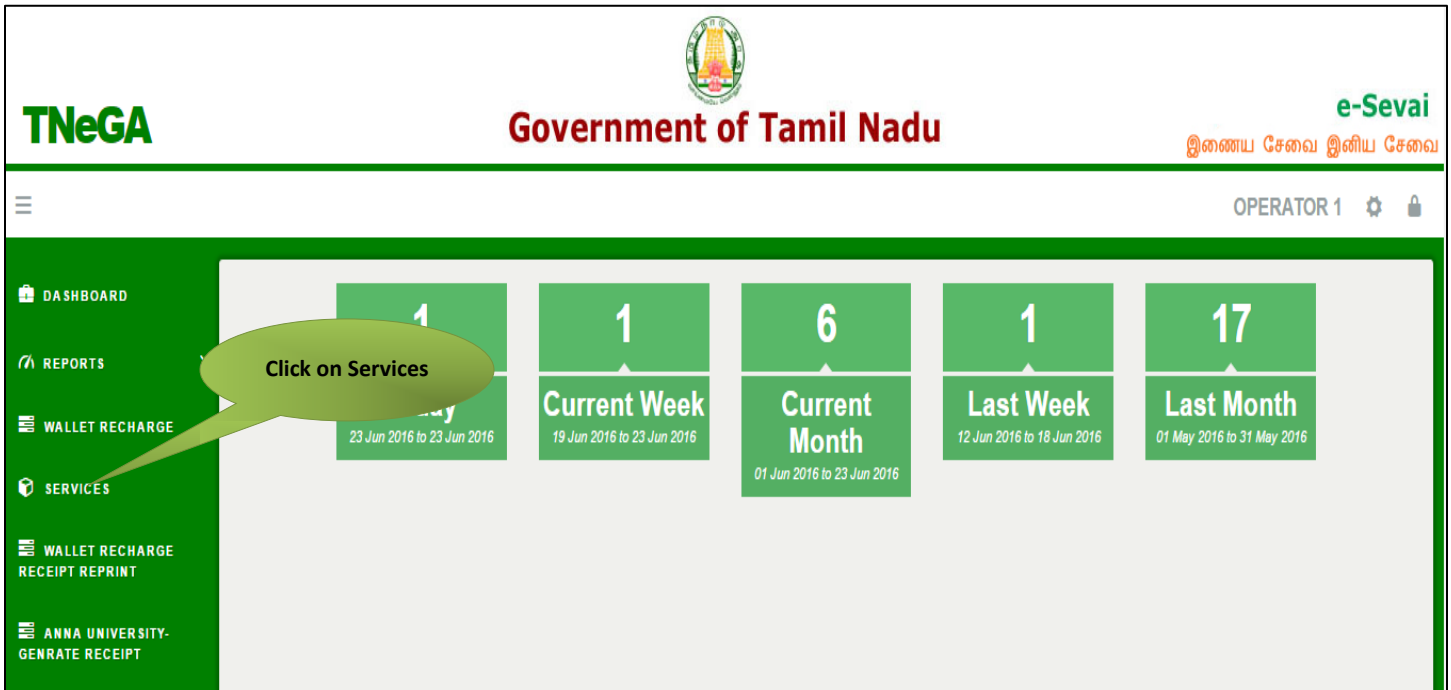 TNeGA
Government of Tamil Nadu
e-Sevai
இணைய சேவை இனிய சேவை
OPERATOR 1
DASHBOARD
REPORTS
WALLET RECHARGE
SERVICES
WALLET RECHARGE
RECEIPT REPRINT
ANNA UNIVERSITY-
GENRATE RECEIPT
Click on Services
1
23 Jun 2016 to 23 Jun 2016
1
Current Week
19 Jun 2016 to 23 Jun 2016
6
Current
Month
01 Jun 2016 to 23 Jun 2016
1
Last Week
12 Jun 2016 to 18 Jun 2016
17
Last Month
01 May 2016 to 31 May 2016